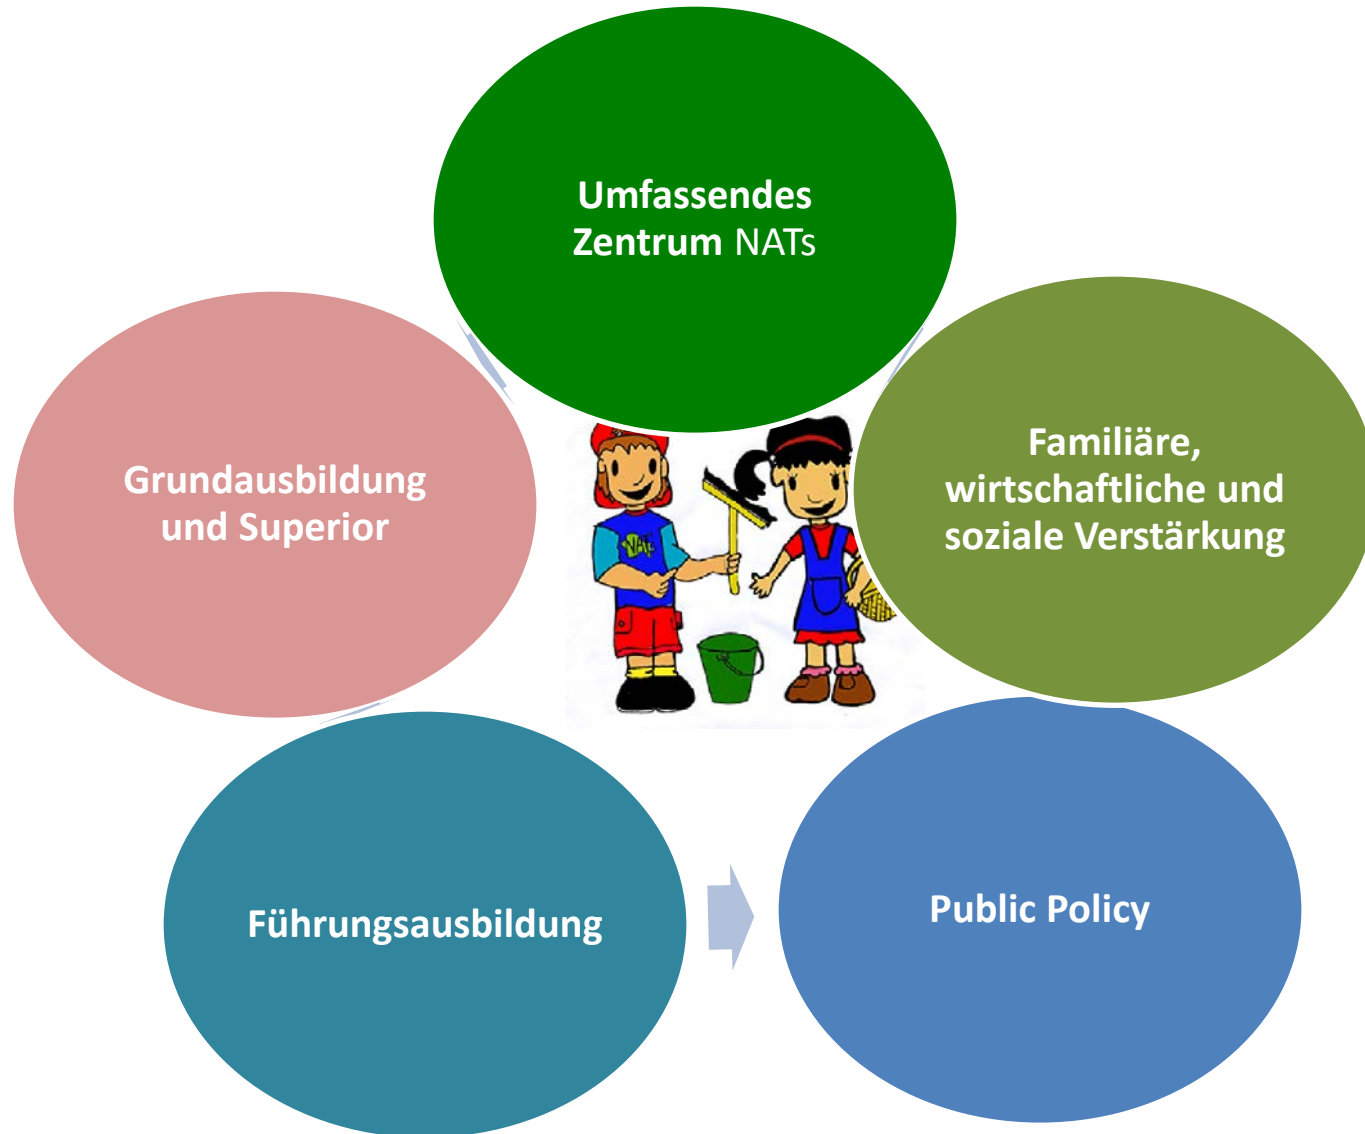 Umfassendes
Zentrum NATs
Grundausbildung
und Superior
Familiäre,
wirtschaftliche und
soziale Verstärkung
Führungsausbildung
Public Policy